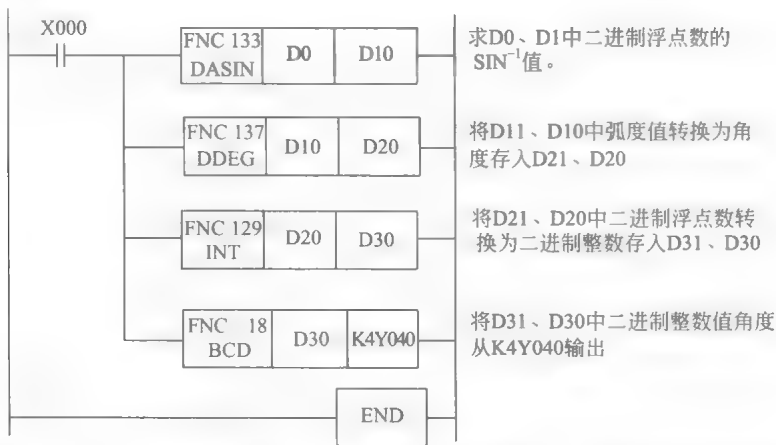 X000
FNC 133 D0 D10
DASIN
求D0、D1中二进制浮点数的
SIN⁻¹值。
FNC 137 D10 D20
DDEG
将D11、D10中弧度值转换为角
度存入D21、D20
FNC 129 D20 D30
INT
将D21、D20中二进制浮点数转
换为二进制整数存入D31、D30
FNC 18 D30 K4Y040
BCD
将D31、D30中二进制整数值角度
从K4Y040输出
END